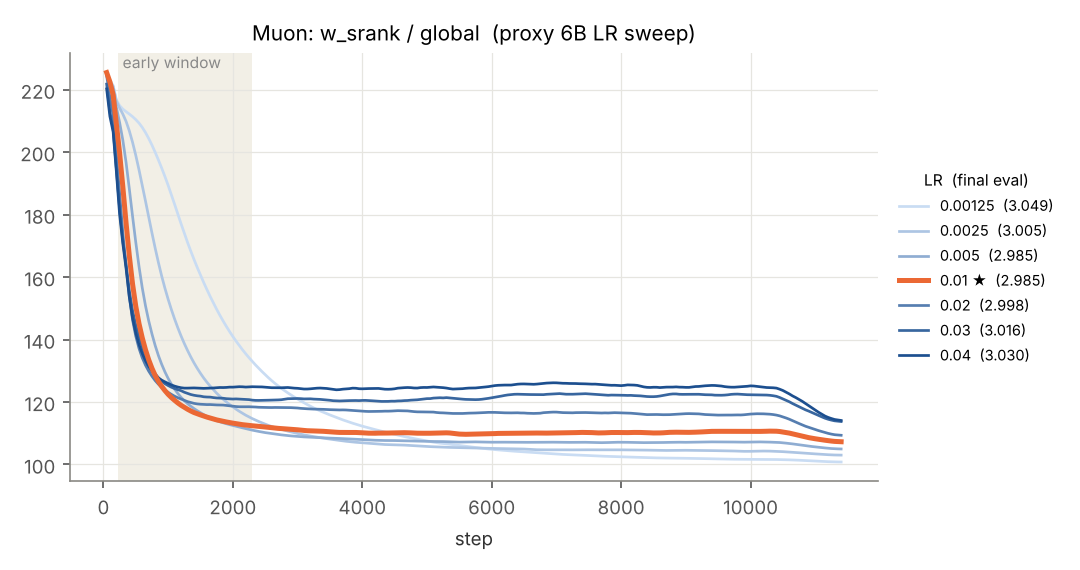 Muon: w_srank / global (proxy 6B LR sweep)
early window
220
200
180
160
140
120
100
0 2000 4000 6000 8000 10000
step
LR (final eval)
0.00125 (3.049)
0.0025 (3.005)
0.005 (2.985)
0.01 ★ (2.985)
0.02 (2.998)
0.03 (3.016)
0.04 (3.030)